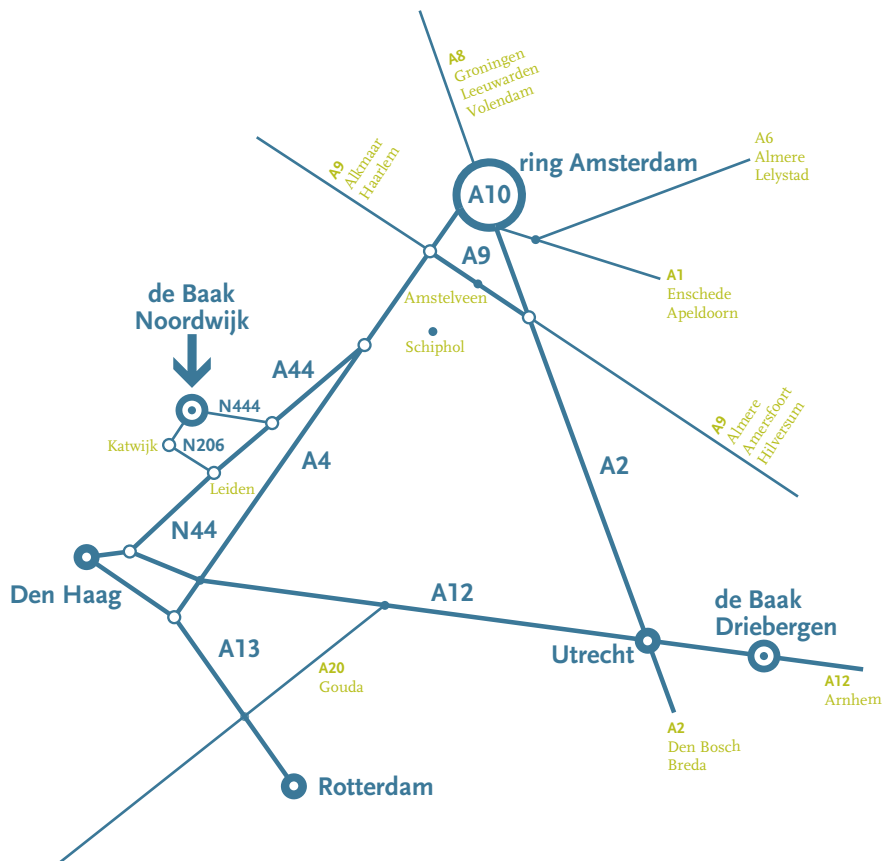 A8
Groningen
Leeuwarden
Volendam
A9
Alkmaar
Haarlem
ring Amsterdam
A10
A6
Almere
Lelystad
A9
A1
Enschede
Apeldoorn
Amstelveen
Schiphol
de Baak
Noordwijk
A44
N444
Katwijk
N206
Leiden
A4
A2
A9
Almere
Amersfoort
Hilversum
N44
Den Haag
A12
A13
A20
Gouda
Utrecht
de Baak
Driebergen
A12
Arnhem
A2
Den Bosch
Breda
Rotterdam